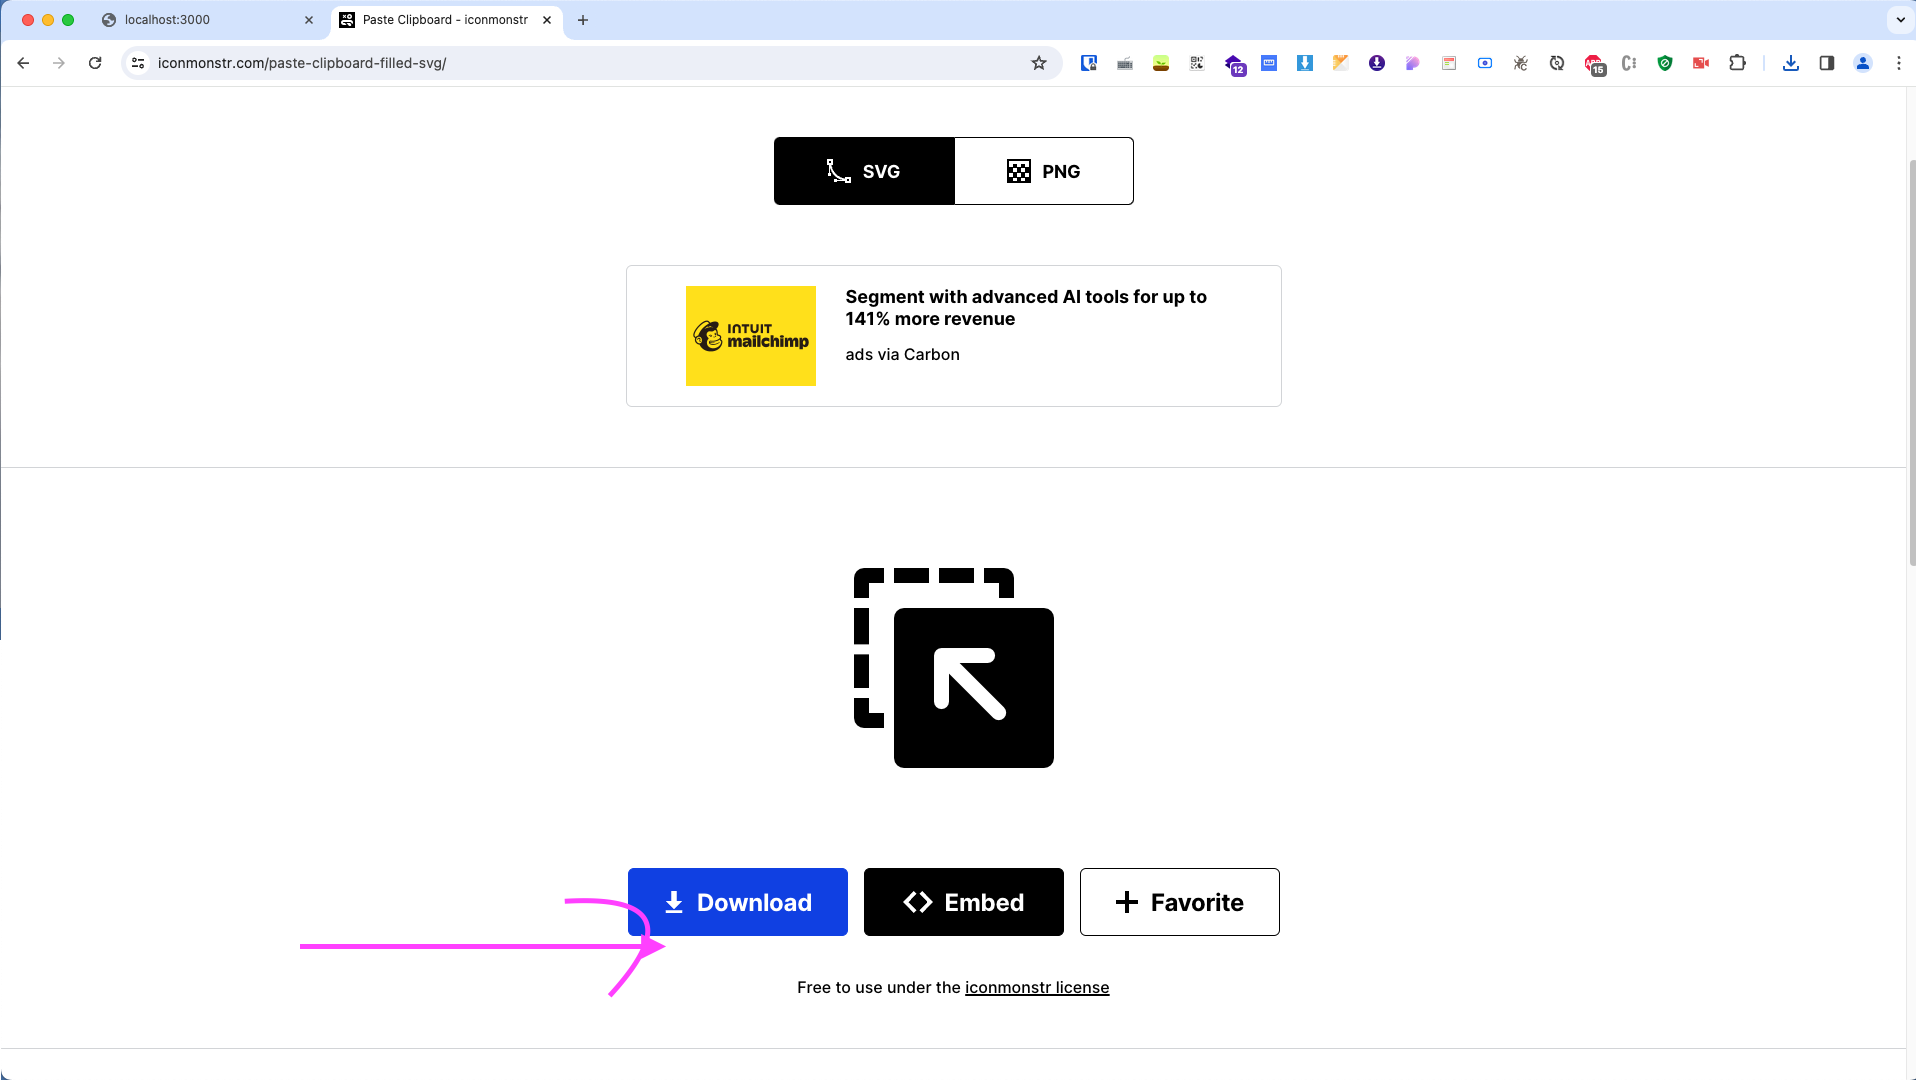 localhost:3000
Paste Clipboard - iconmonstr
iconmonstr.com/paste-clipboard-filled-svg/
12
15
SVG
PNG
INTUIT
mailchimp
Segment with advanced AI tools for up to
141% more revenue
ads via Carbon
Download
Embed
Favorite
Free to use under the iconmonstr license